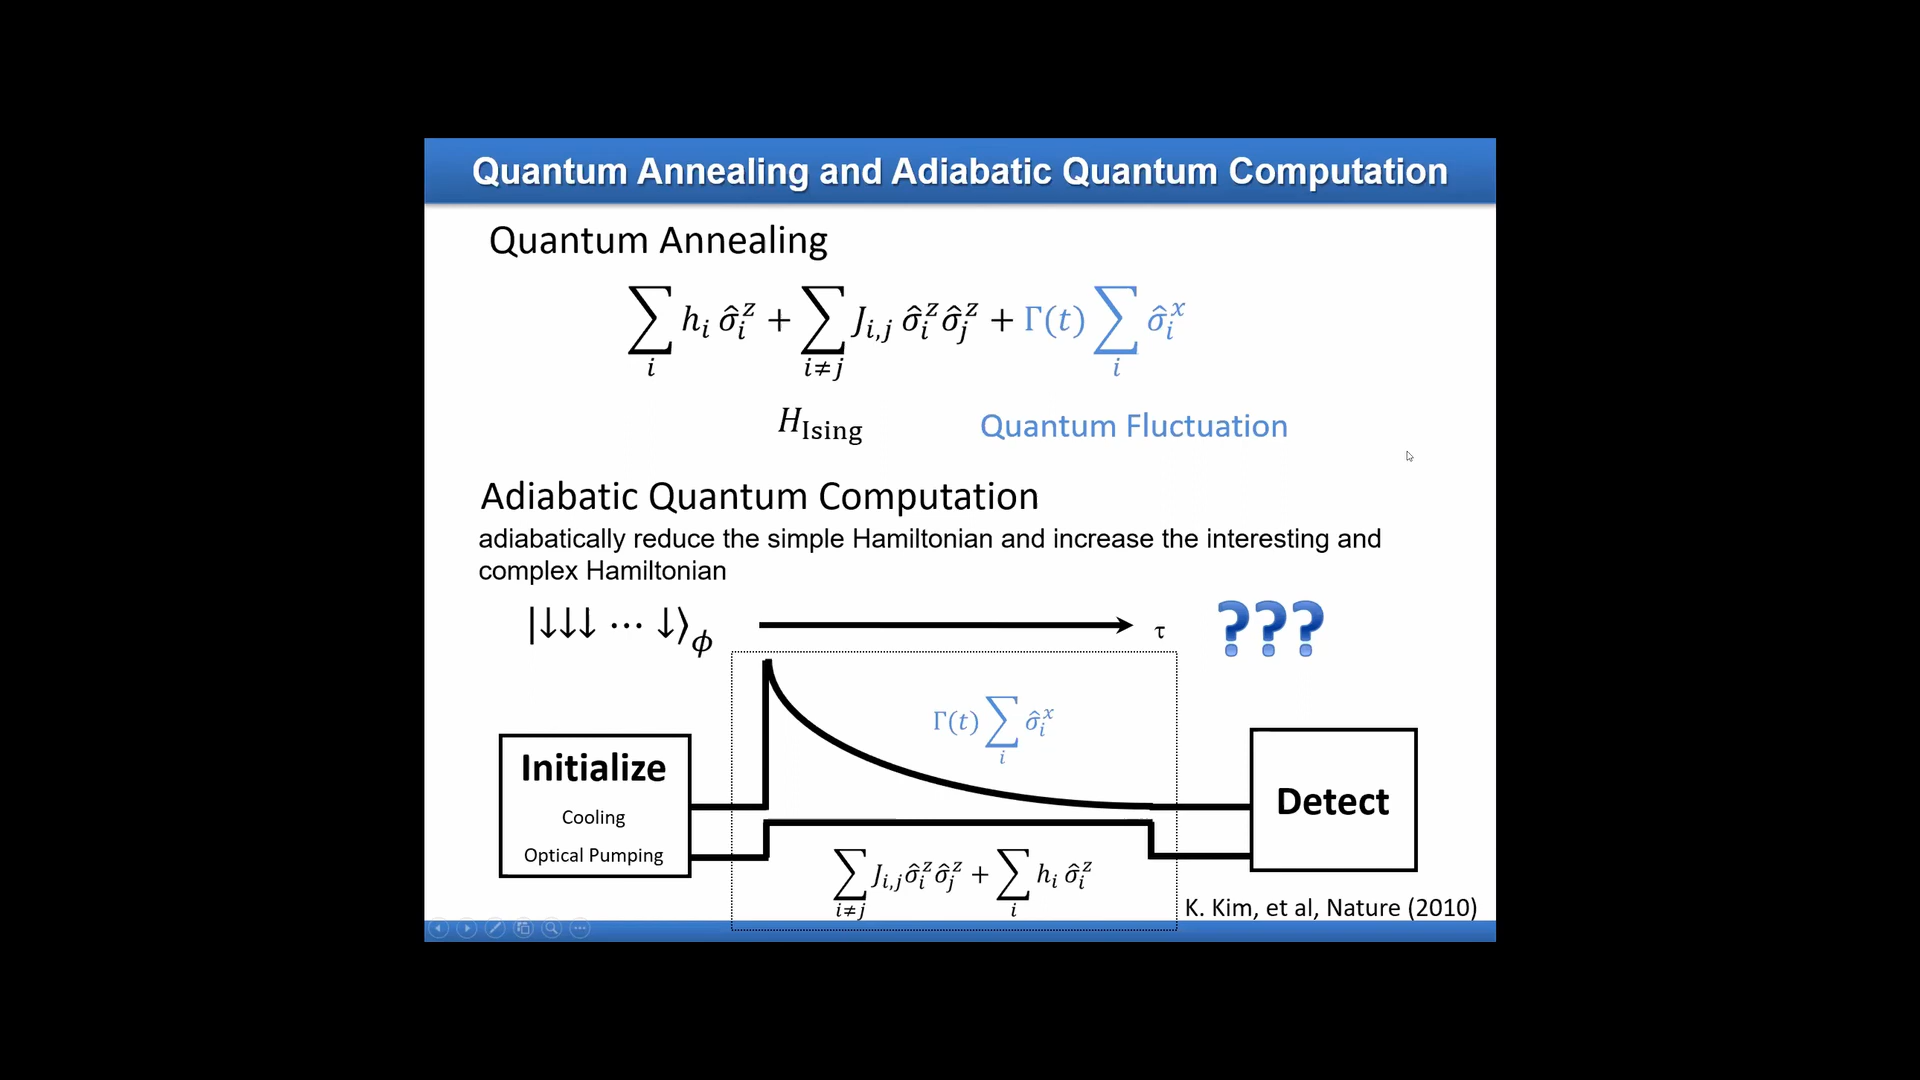 Quantum Annealing and Adiabatic Quantum Computation
Quantum Annealing
∑_i h_i σ̂_i^z + ∑_{i≠j} J_{i,j} σ̂_i^z σ̂_j^z + Γ(t) ∑_i σ̂_i^x
H_Ising Quantum Fluctuation
Adiabatic Quantum Computation
adiabatically reduce the simple Hamiltonian and increase the interesting and
complex Hamiltonian
|↓↓↓ ⋯ ↓⟩_ϕ τ ???
Γ(t) ∑_i σ̂_i^x
Initialize
Cooling
Optical Pumping
Detect
∑_{i≠j} J_{i,j} σ̂_i^z σ̂_j^z + ∑_i h_i σ̂_i^z
K. Kim, et al, Nature (2010)